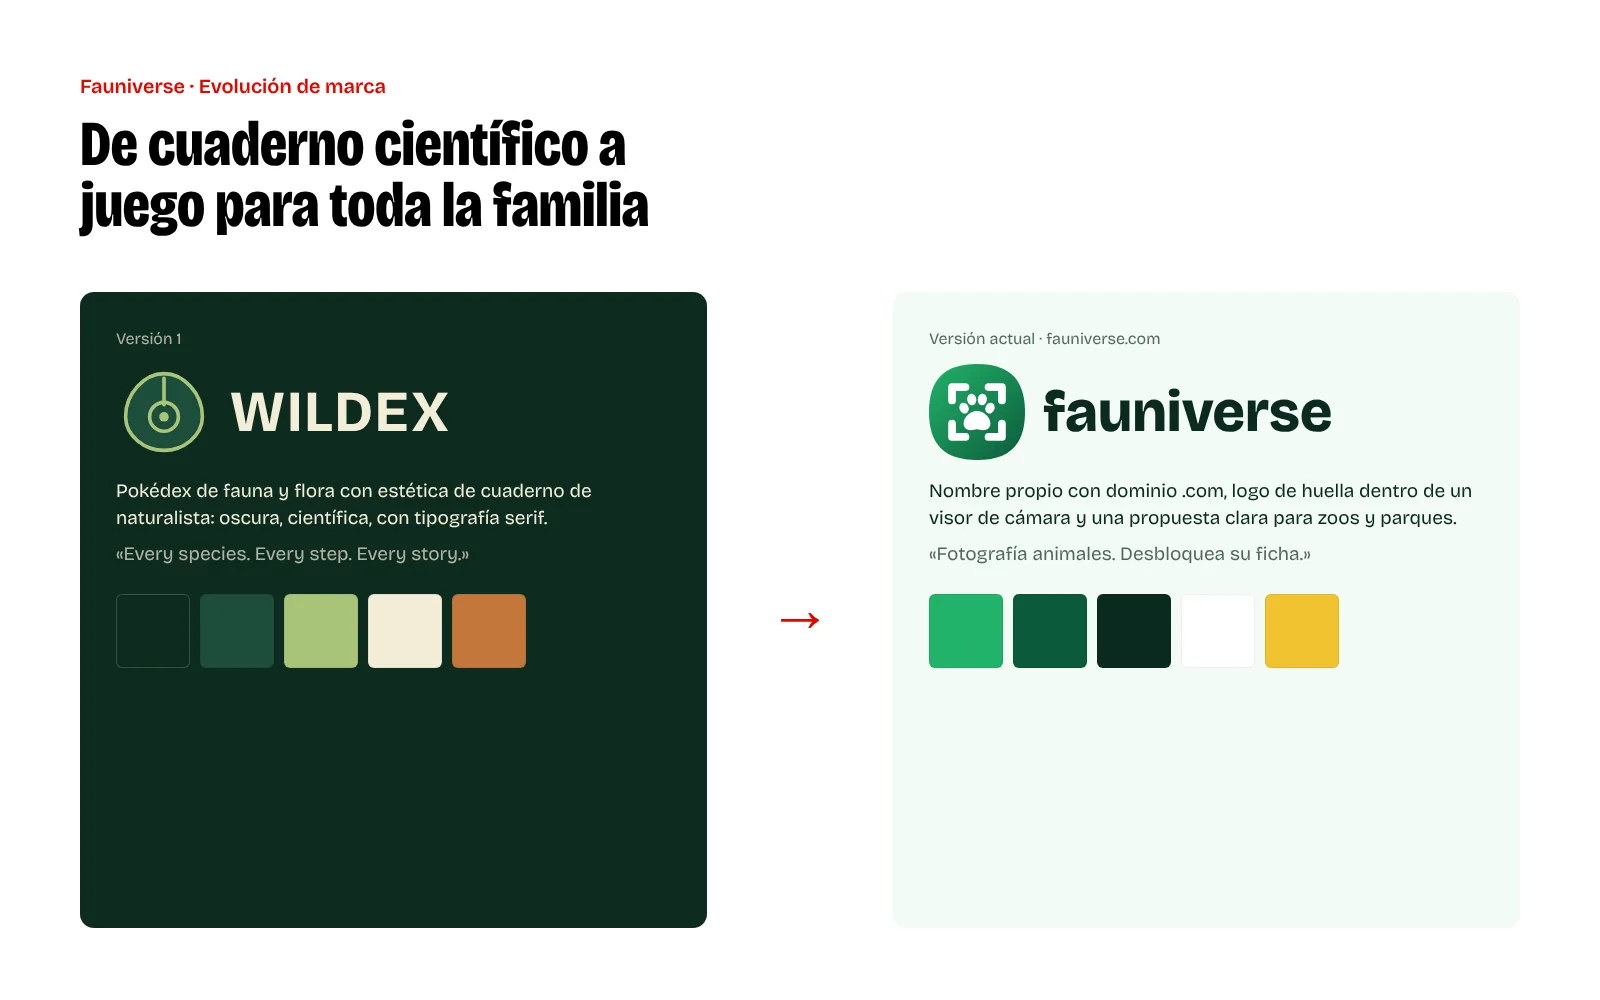 Fauniverse · Evolución de marca
De cuaderno científico a
juego para toda la familia
Versión 1
WILDEX
Pokédex de fauna y flora con estética de cuaderno de
naturalista: oscura, científica, con tipografía serif.
«Every species. Every step. Every story.»
→
Versión actual · fauniverse.com
fauniverse
Nombre propio con dominio .com, logo de huella dentro de un
visor de cámara y una propuesta clara para zoos y parques.
«Fotografía animales. Desbloquea su ficha.»